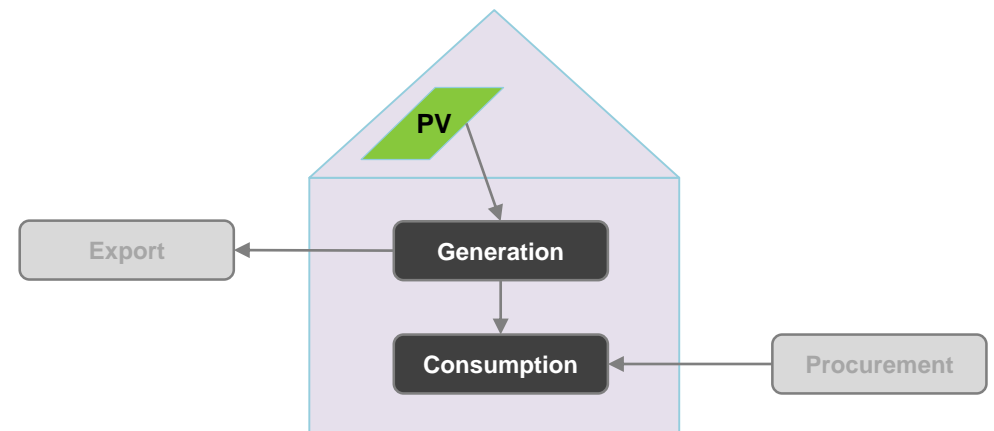 PV
Export
Generation
Consumption
Procurement